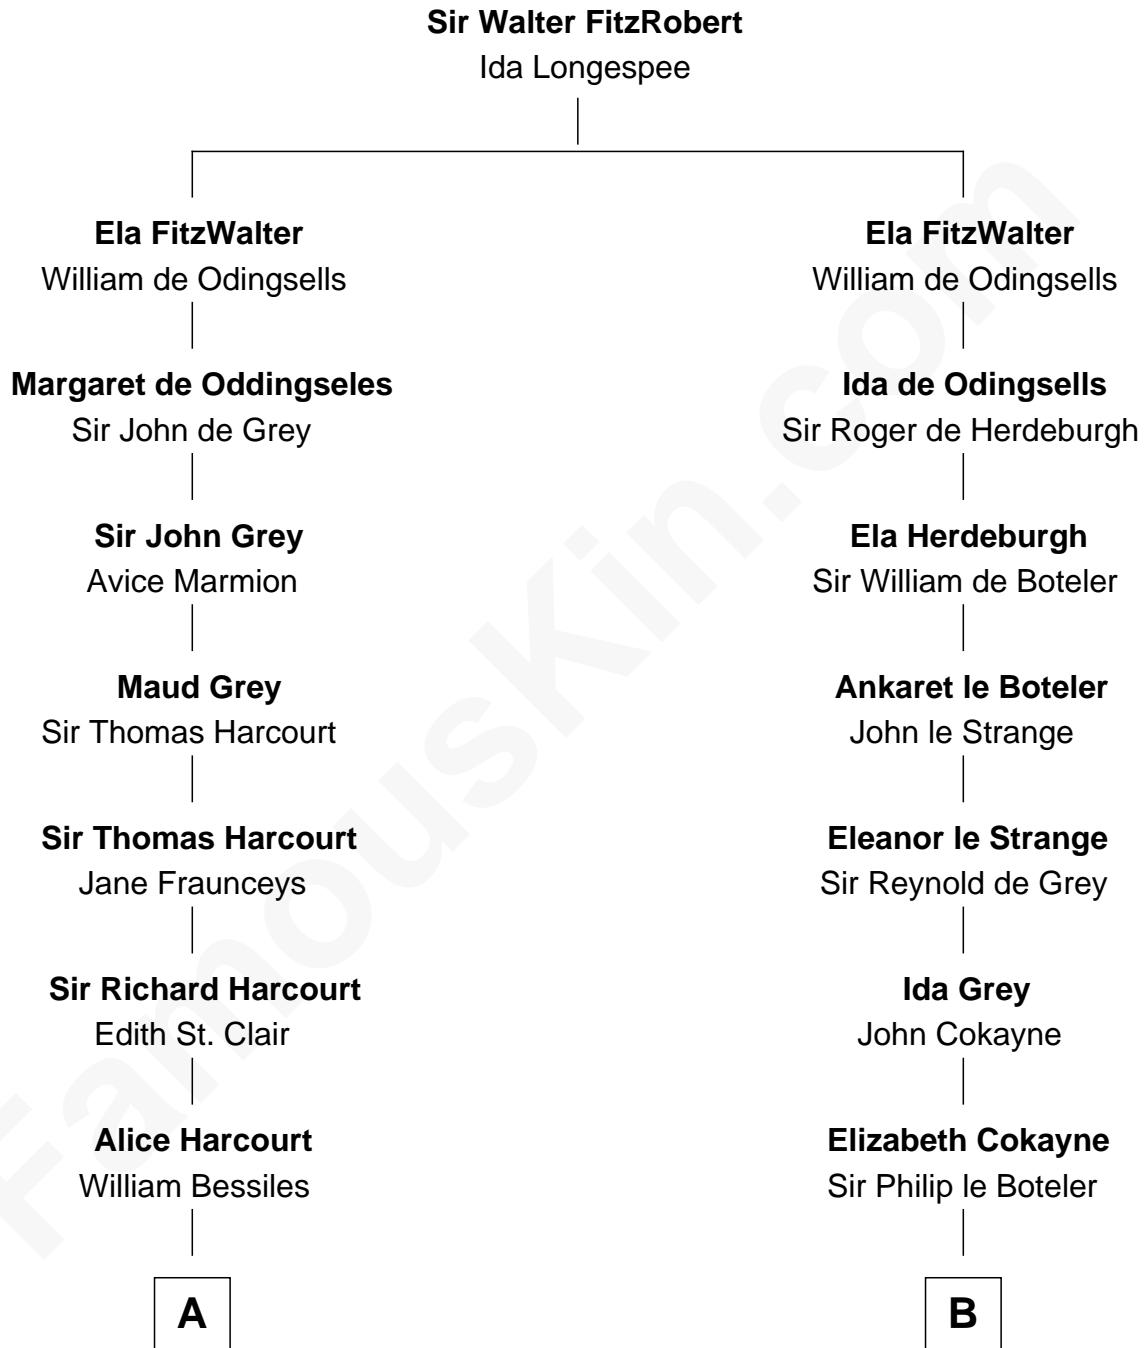 Sir Walter FitzRobert
Ida Longespee
Ela FitzWalter
William de Odingsells
Margaret de Oddingseles
Sir John de Grey
Sir John Grey
Avice Marmion
Maud Grey
Sir Thomas Harcourt
Sir Thomas Harcourt
Jane Fraunceys
Sir Richard Harcourt
Edith St. Clair
Alice Harcourt
William Bessiles
A
Ela FitzWalter
William de Odingsells
Ida de Odingsells
Sir Roger de Herdeburgh
Ela Herdeburgh
Sir William de Boteler
Ankaret le Boteler
John le Strange
Eleanor le Strange
Sir Reynold de Grey
Ida Grey
John Cokayne
Elizabeth Cokayne
Sir Philip le Boteler
B
FamousKin.com